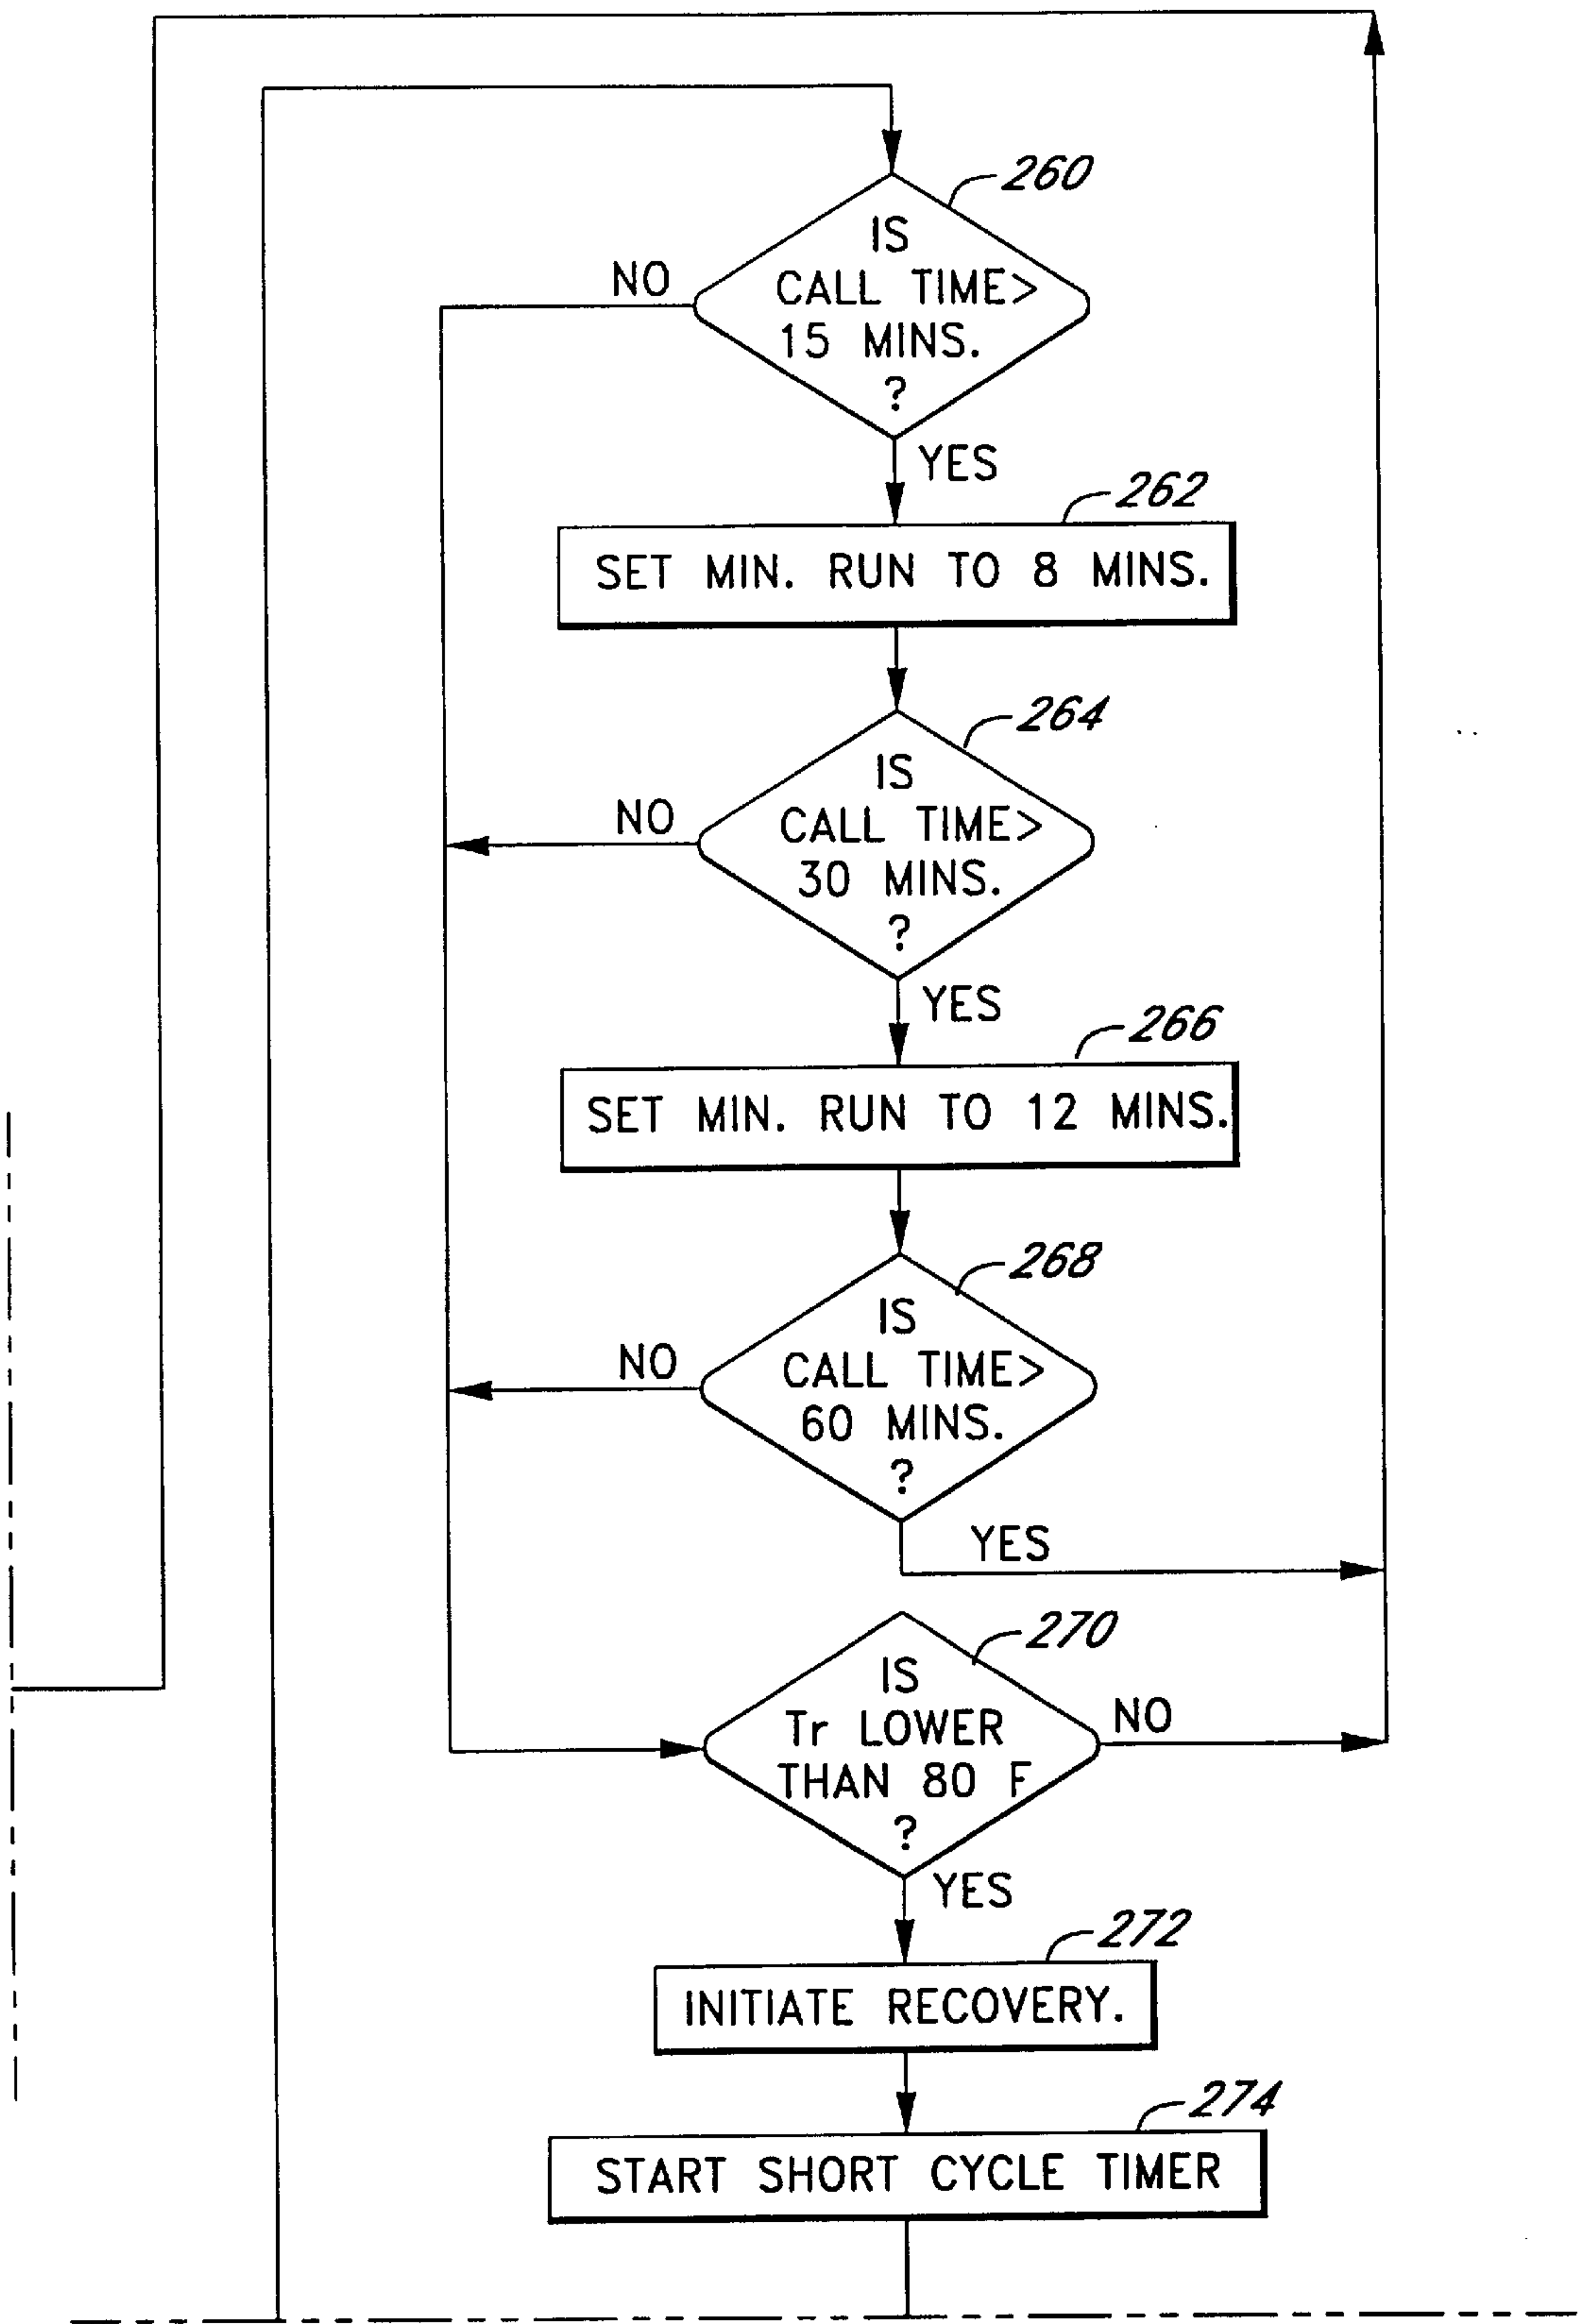 260
IS
CALL TIME>
15 MINS.
?
NO
YES
262
SET MIN. RUN TO 8 MINS.
264
IS
CALL TIME>
30 MINS.
?
NO
YES
266
SET MIN. RUN TO 12 MINS.
268
IS
CALL TIME>
60 MINS.
?
NO
YES
270
IS
Tr LOWER
THAN 80 F
?
NO
YES
272
INITIATE RECOVERY.
274
START SHORT CYCLE TIMER